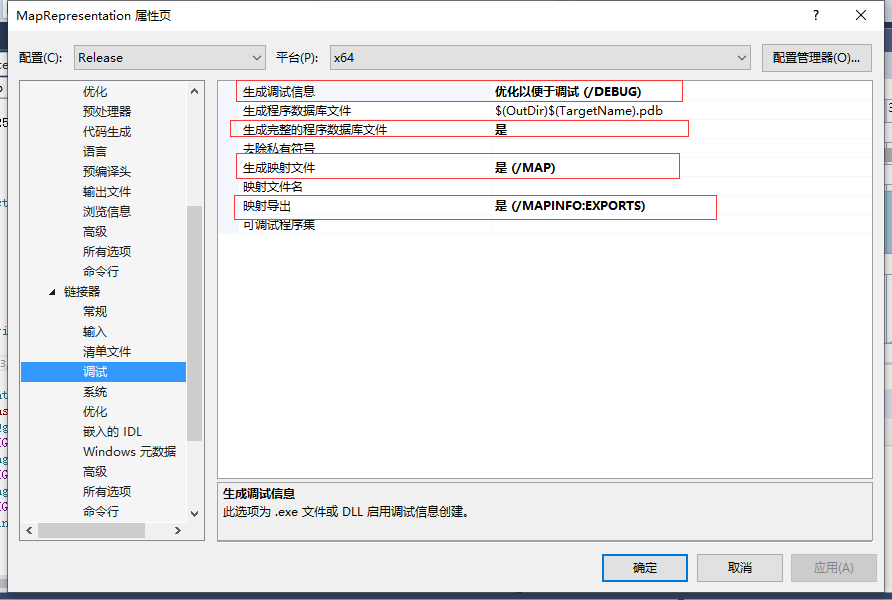 MapRepresentation 属性页
配置(C): Release 平台(P): x64 配置管理器(O)...
优化
预处理器
代码生成
语言
预编译头
输出文件
浏览信息
高级
所有选项
命令行
链接器
常规
输入
清单文件
调试
系统
优化
嵌入的 IDL
Windows 元数据
高级
所有选项
命令行
生成调试信息 优化以便于调试 (/DEBUG)
生成程序数据库文件 $(OutDir)$(TargetName).pdb
生成完整的程序数据库文件 是
去除私有符号
生成映射文件 是 (/MAP)
映射文件名
映射导出 是 (/MAPINFO:EXPORTS)
可调试程序集
生成调试信息
此选项为 .exe 文件或 DLL 启用调试信息创建。
确定 取消 应用(A)